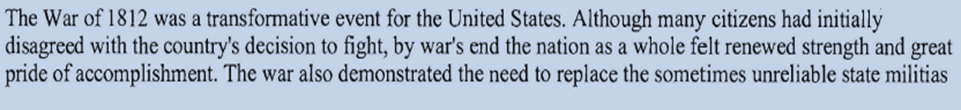 The War of 1812 was a transformative event for the United States. Although many citizens had initially
disagreed with the country's decision to fight, by war's end the nation as a whole felt renewed strength and great
pride of accomplishment. The war also demonstrated the need to replace the sometimes unreliable state militias